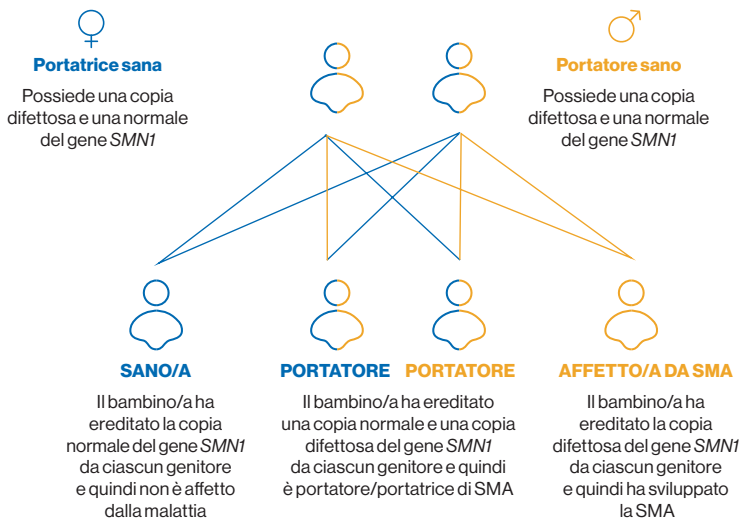 Portatrice sana
Possiede una copia
difettosa e una normale
del gene SMN1
Portatore sano
Possiede una copia
difettosa e una normale
del gene SMN1
SANO/A
Il bambino/a ha
ereditato la copia
normale del gene SMN1
da ciascun genitore
e quindi non è affetto
dalla malattia
PORTATORE PORTATORE
Il bambino/a ha ereditato
una copia normale e una copia
difettosa del gene SMN1
da ciascun genitore e quindi
è portatore/portatrice di SMA
AFFETTO/A DA SMA
Il bambino/a ha
ereditato la copia
difettosa del gene SMN1
da ciascun genitore
e quindi ha sviluppato
la SMA